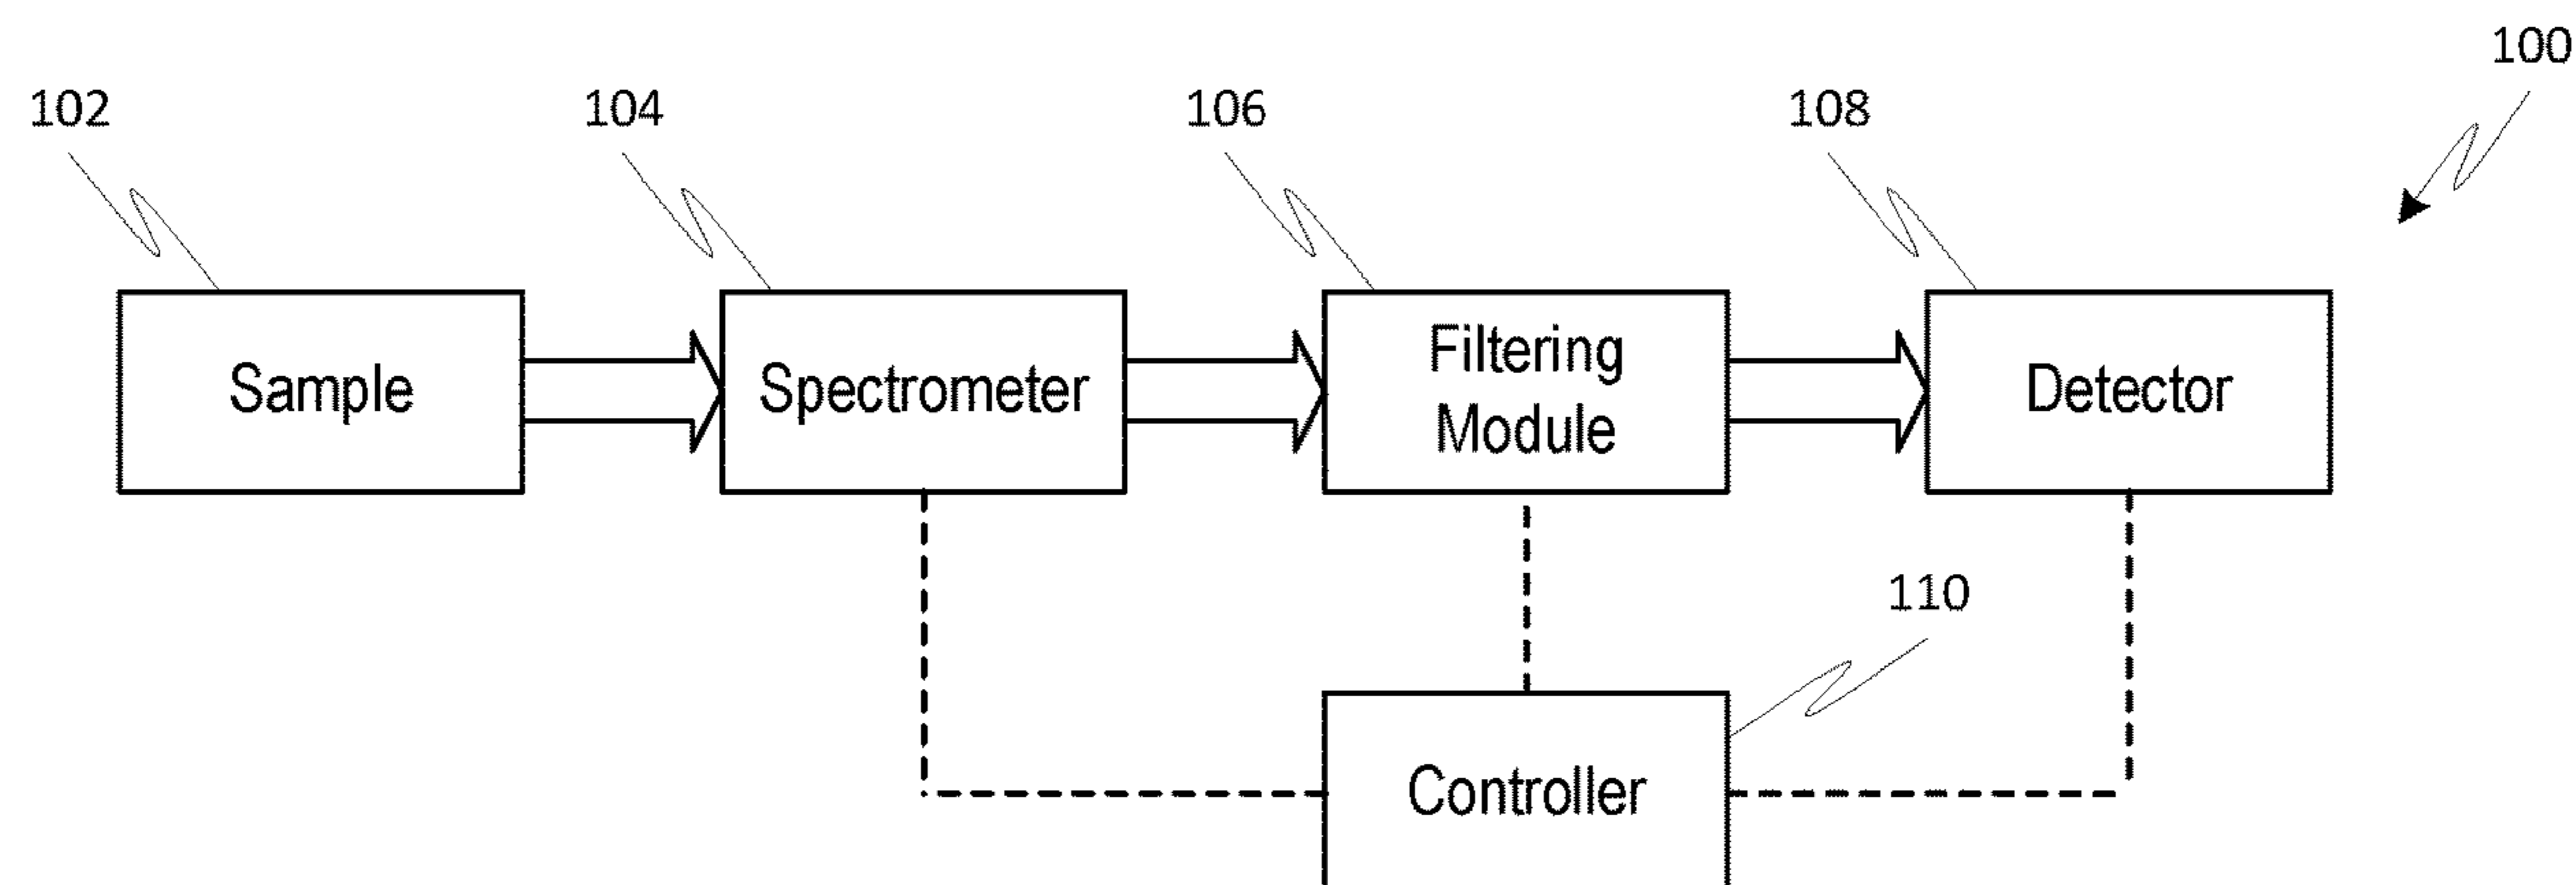 100
102
104
106
108
Sample
Spectrometer
Filtering
Module
Detector
110
Controller